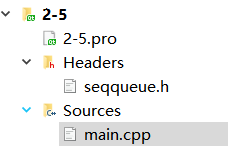 2-5
2-5.pro
Headers
seqqueue.h
Sources
main.cpp